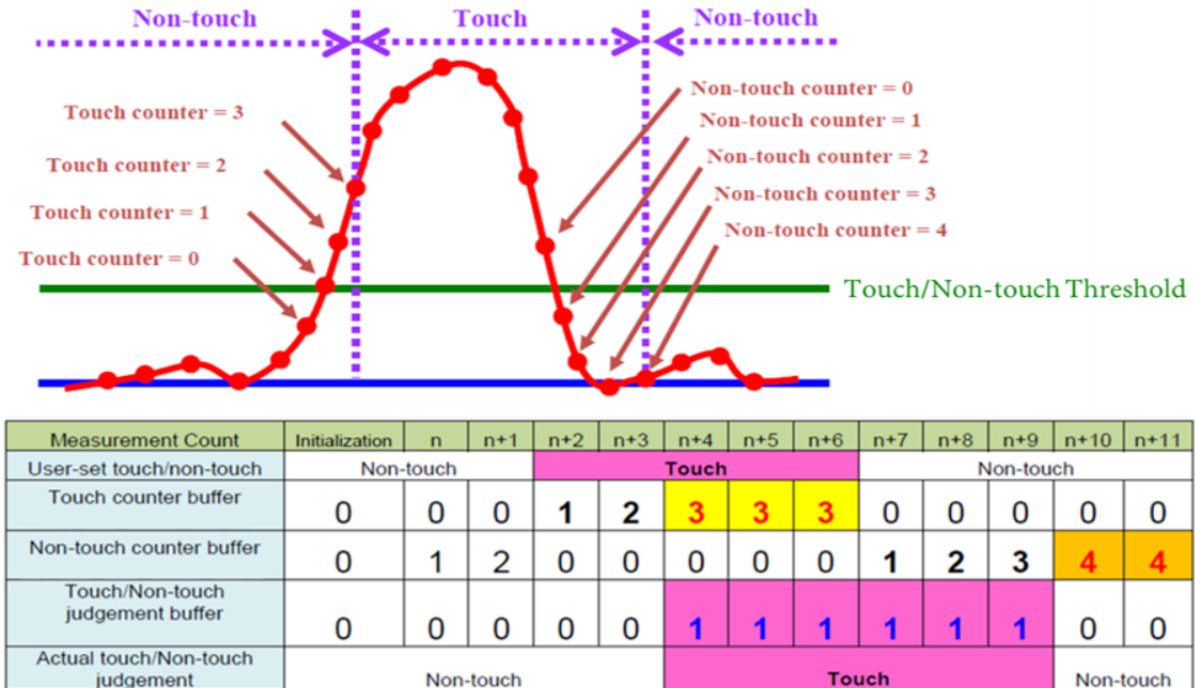 Non-touch
Touch
Non-touch
Touch counter = 3
Touch counter = 2
Touch counter = 1
Touch counter = 0
Non-touch counter = 0
Non-touch counter = 1
Non-touch counter = 2
Non-touch counter = 3
Non-touch counter = 4
Touch/Non-touch Threshold
Measurement Count Initialization n n+1 n+2 n+3 n+4 n+5 n+6 n+7 n+8 n+9 n+10 n+11
User-set touch/non-touch Non-touch Touch Non-touch
Touch counter buffer 0 0 0 1 2 3 3 3 0 0 0 0 0
Non-touch counter buffer 0 1 2 0 0 0 0 0 1 2 3 4 4
Touch/Non-touch
judgement buffer 0 0 0 0 0 1 1 1 1 1 1 0 0
Actual touch/Non-touch
judgement Non-touch Touch Non-touch